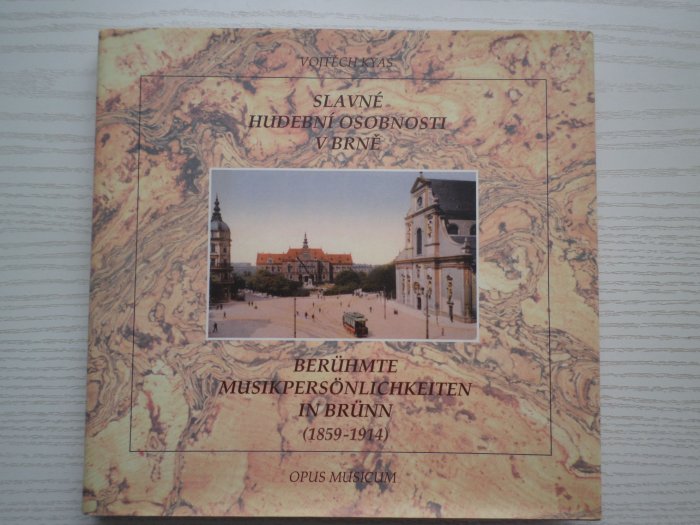 VOJTĚCH KYAS
SLAVNÉ
HUDEBNÍ OSOBNOSTI
V BRNĚ
BERÜHMTE
MUSIKPERSÖNLICHKEITEN
IN BRÜNN
(1859-1914)
OPUS MUSICUM